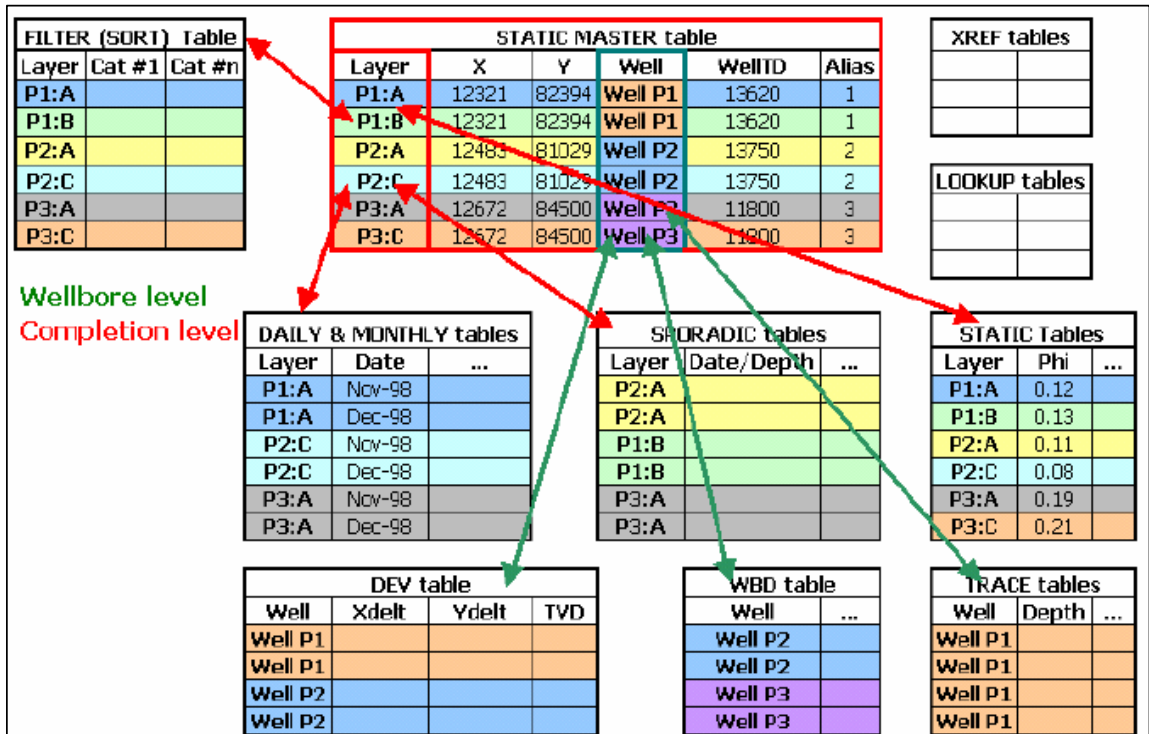 FILTER (SORT) Table
Layer Cat #1 Cat #n
P1:A
P1:B
P2:A
P2:C
P3:A
P3:C
STATIC MASTER table
Layer X Y Well WellTD Alias
P1:A 12321 82394 Well P1 13620 1
P1:B 12321 82394 Well P1 13620 1
P2:A 12483 81029 Well P2 13750 2
P2:C 12483 81029 Well P2 13750 2
P3:A 12672 84500 Well P3 11800 3
P3:C 12672 84500 Well P3 11800 3
XREF tables
LOOKUP tables
Wellbore level
Completion level
DAILY & MONTHLY tables
Layer Date ...
P1:A Nov-98
P1:A Dec-98
P2:C Nov-98
P2:C Dec-98
P3:A Nov-98
P3:A Dec-98
SPORADIC tables
Layer Date/Depth ...
P2:A
P2:A
P1:B
P1:B
P3:A
P3:A
STATIC Tables
Layer Phi ...
P1:A 0.12
P1:B 0.13
P2:A 0.11
P2:C 0.08
P3:A 0.19
P3:C 0.21
DEV table
Well Xdelt Ydelt TVD
Well P1
Well P1
Well P2
Well P2
WBD table
Well ...
Well P2
Well P2
Well P3
Well P3
TRACE tables
Well Depth ...
Well P1
Well P1
Well P1
Well P1